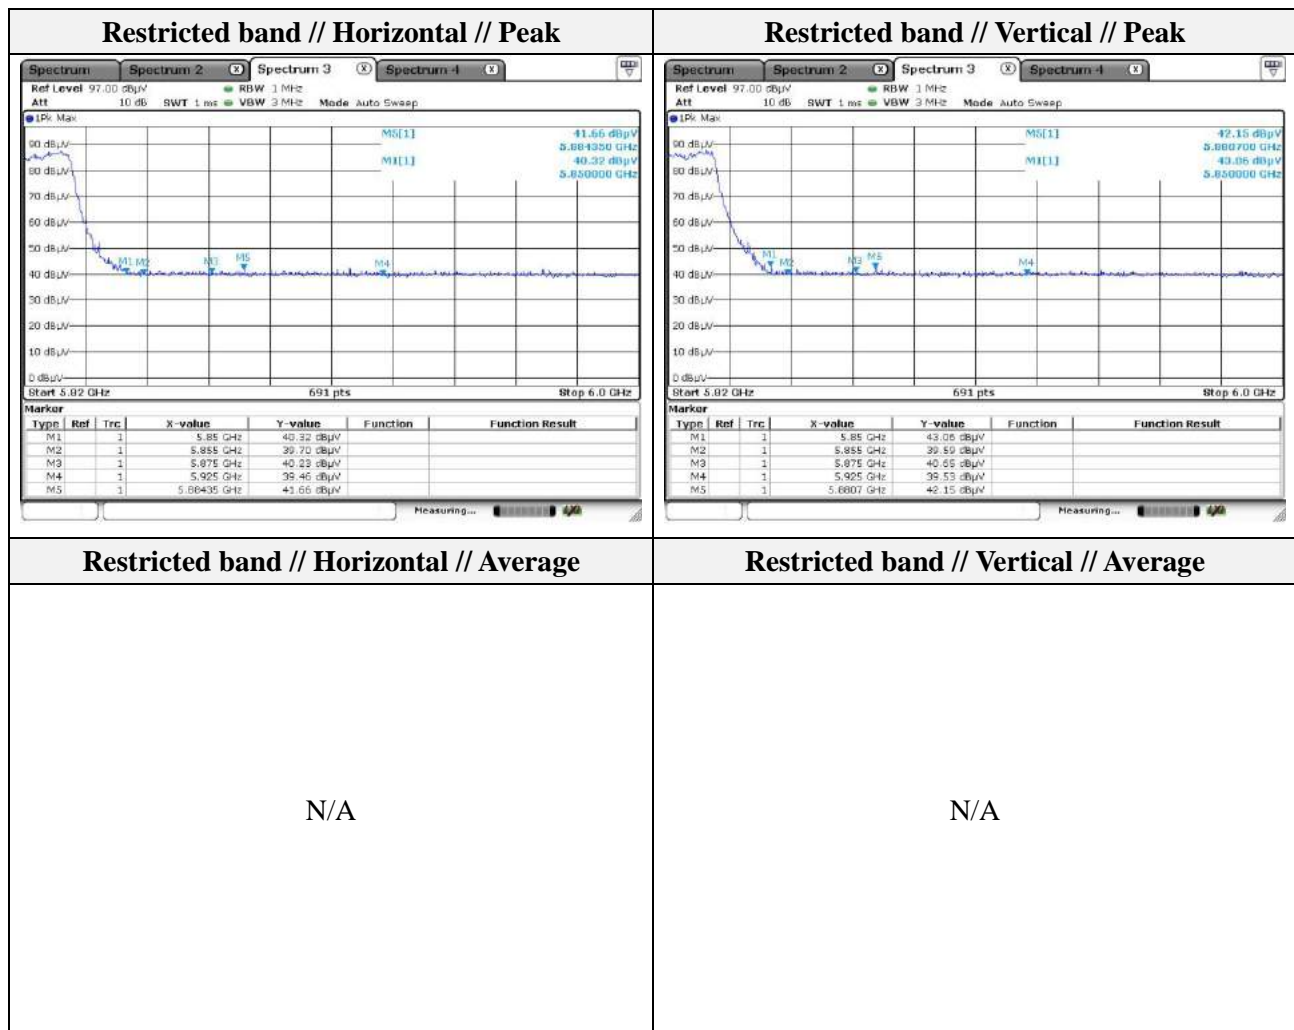 Restricted band // Horizontal // Peak
Spectrum Spectrum 2 Spectrum 3 Spectrum 4
Ref Level 97.00 dBµV RBW 1 MHz
Att 10 dB SWT 1 ms VBW 3 MHz Mode Auto Sweep
1Pk Max
M5[1] 41.66 dBµV
5.884350 GHz
M1[1] 40.32 dBµV
5.850000 GHz
90 dBµV
80 dBµV
70 dBµV
60 dBµV
50 dBµV
40 dBµV
30 dBµV
20 dBµV
10 dBµV
0 dBµV
M1 M2 M3 M5 M4
Start 5.82 GHz 691 pts Stop 6.0 GHz
Marker
Type Ref Trc X-value Y-value Function Function Result
M1 1 5.85 GHz 40.32 dBµV
M2 1 5.855 GHz 39.70 dBµV
M3 1 5.875 GHz 40.23 dBµV
M4 1 5.925 GHz 39.46 dBµV
M5 1 5.88435 GHz 41.66 dBµV
Measuring...
Restricted band // Vertical // Peak
Spectrum Spectrum 2 Spectrum 3 Spectrum 4
Ref Level 97.00 dBµV RBW 1 MHz
Att 10 dB SWT 1 ms VBW 3 MHz Mode Auto Sweep
1Pk Max
M5[1] 42.15 dBµV
5.880700 GHz
M1[1] 43.06 dBµV
5.850000 GHz
90 dBµV
80 dBµV
70 dBµV
60 dBµV
50 dBµV
40 dBµV
30 dBµV
20 dBµV
10 dBµV
0 dBµV
M1 M2 M3 M5 M4
Start 5.82 GHz 691 pts Stop 6.0 GHz
Marker
Type Ref Trc X-value Y-value Function Function Result
M1 1 5.85 GHz 43.06 dBµV
M2 1 5.855 GHz 39.59 dBµV
M3 1 5.875 GHz 40.65 dBµV
M4 1 5.925 GHz 39.53 dBµV
M5 1 5.8807 GHz 42.15 dBµV
Measuring...
Restricted band // Horizontal // Average
Restricted band // Vertical // Average
N/A
N/A